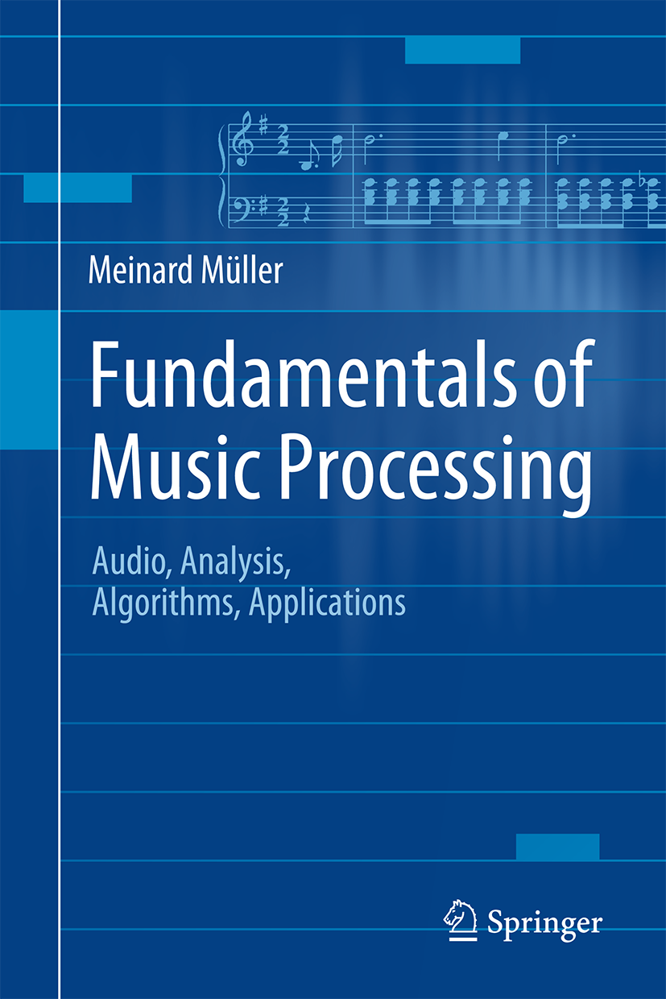 Meinard Müller
Fundamentals of
Music Processing
Audio, Analysis,
Algorithms, Applications
Springer